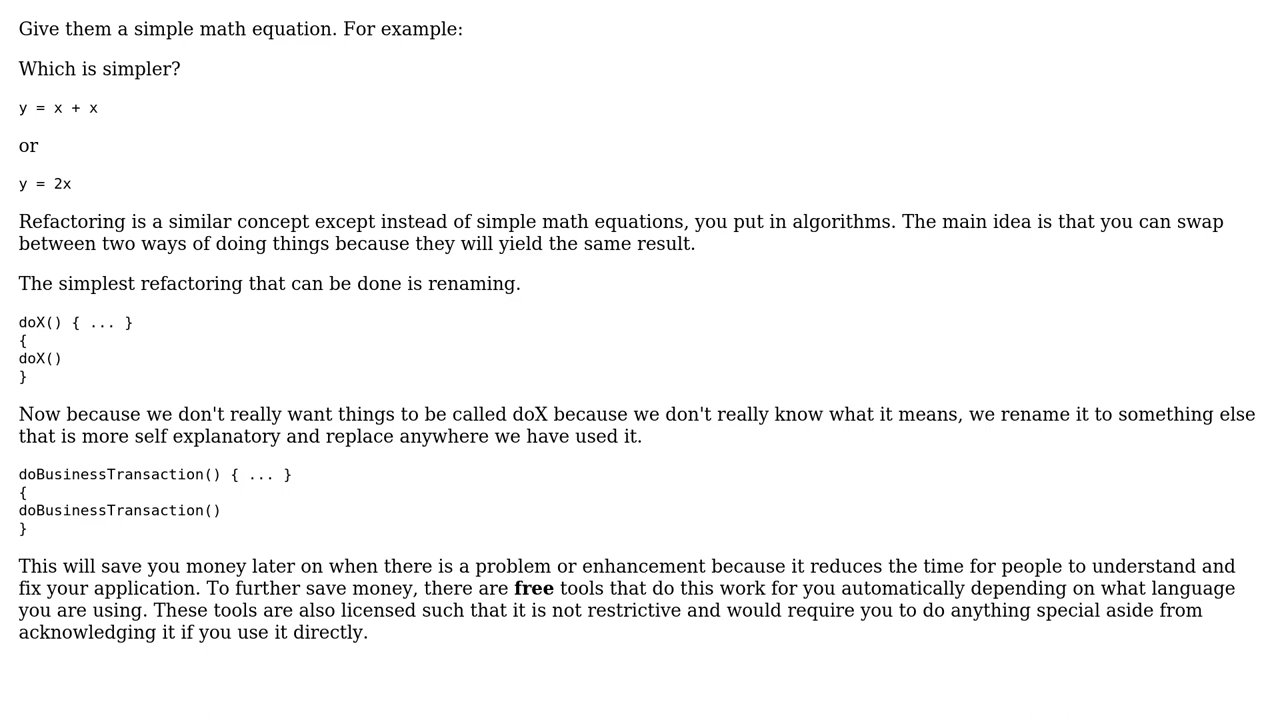 Give them a simple math equation. For example:
Which is simpler?
y = x + x
or
y = 2x
Refactoring is a similar concept except instead of simple math equations, you put in algorithms. The main idea is that you can swap
between two ways of doing things because they will yield the same result.
The simplest refactoring that can be done is renaming.
doX() { ... }
{
doX()
}
Now because we don't really want things to be called doX because we don't really know what it means, we rename it to something else
that is more self explanatory and replace anywhere we have used it.
doBusinessTransaction() { ... }
{
doBusinessTransaction()
}
This will save you money later on when there is a problem or enhancement because it reduces the time for people to understand and
fix your application. To further save money, there are free tools that do this work for you automatically depending on what language
you are using. These tools are also licensed such that it is not restrictive and would require you to do anything special aside from
acknowledging it if you use it directly.